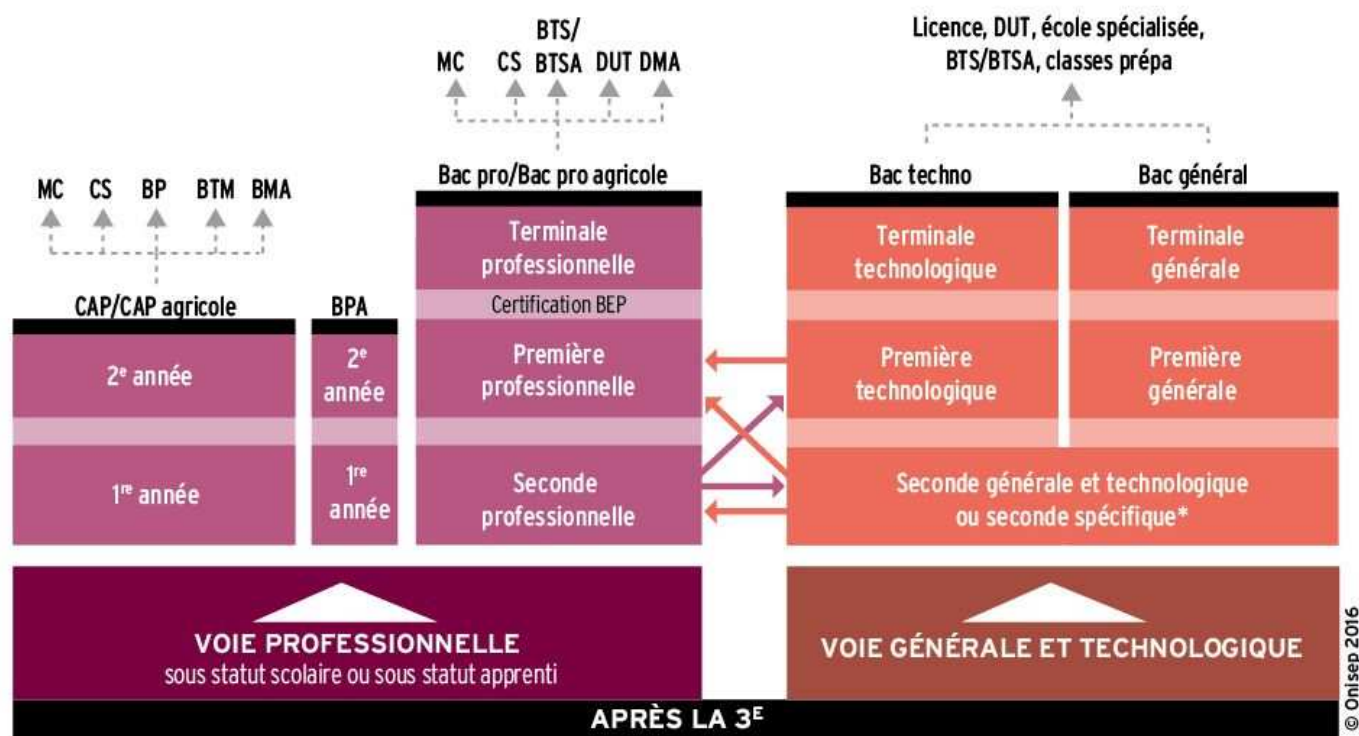 BTS/
MC CS BTSA DUT DMA
Licence, DUT, école spécialisée,
BTS/BTSA, classes prépa
MC CS BP BTM BMA
Bac pro/Bac pro agricole
Bac techno
Bac général
Terminale
professionnelle
Terminale
technologique
Terminale
générale
Certification BEP
CAP/CAP agricole
BPA
2e année
2e
année
Première
professionnelle
Première
technologique
Première
générale
1re année
1re
année
Seconde
professionnelle
Seconde générale et technologique
ou seconde spécifique*
VOIE PROFESSIONNELLE
sous statut scolaire ou sous statut apprenti
VOIE GÉNÉRALE ET TECHNOLOGIQUE
APRÈS LA 3E
© Onisep 2016